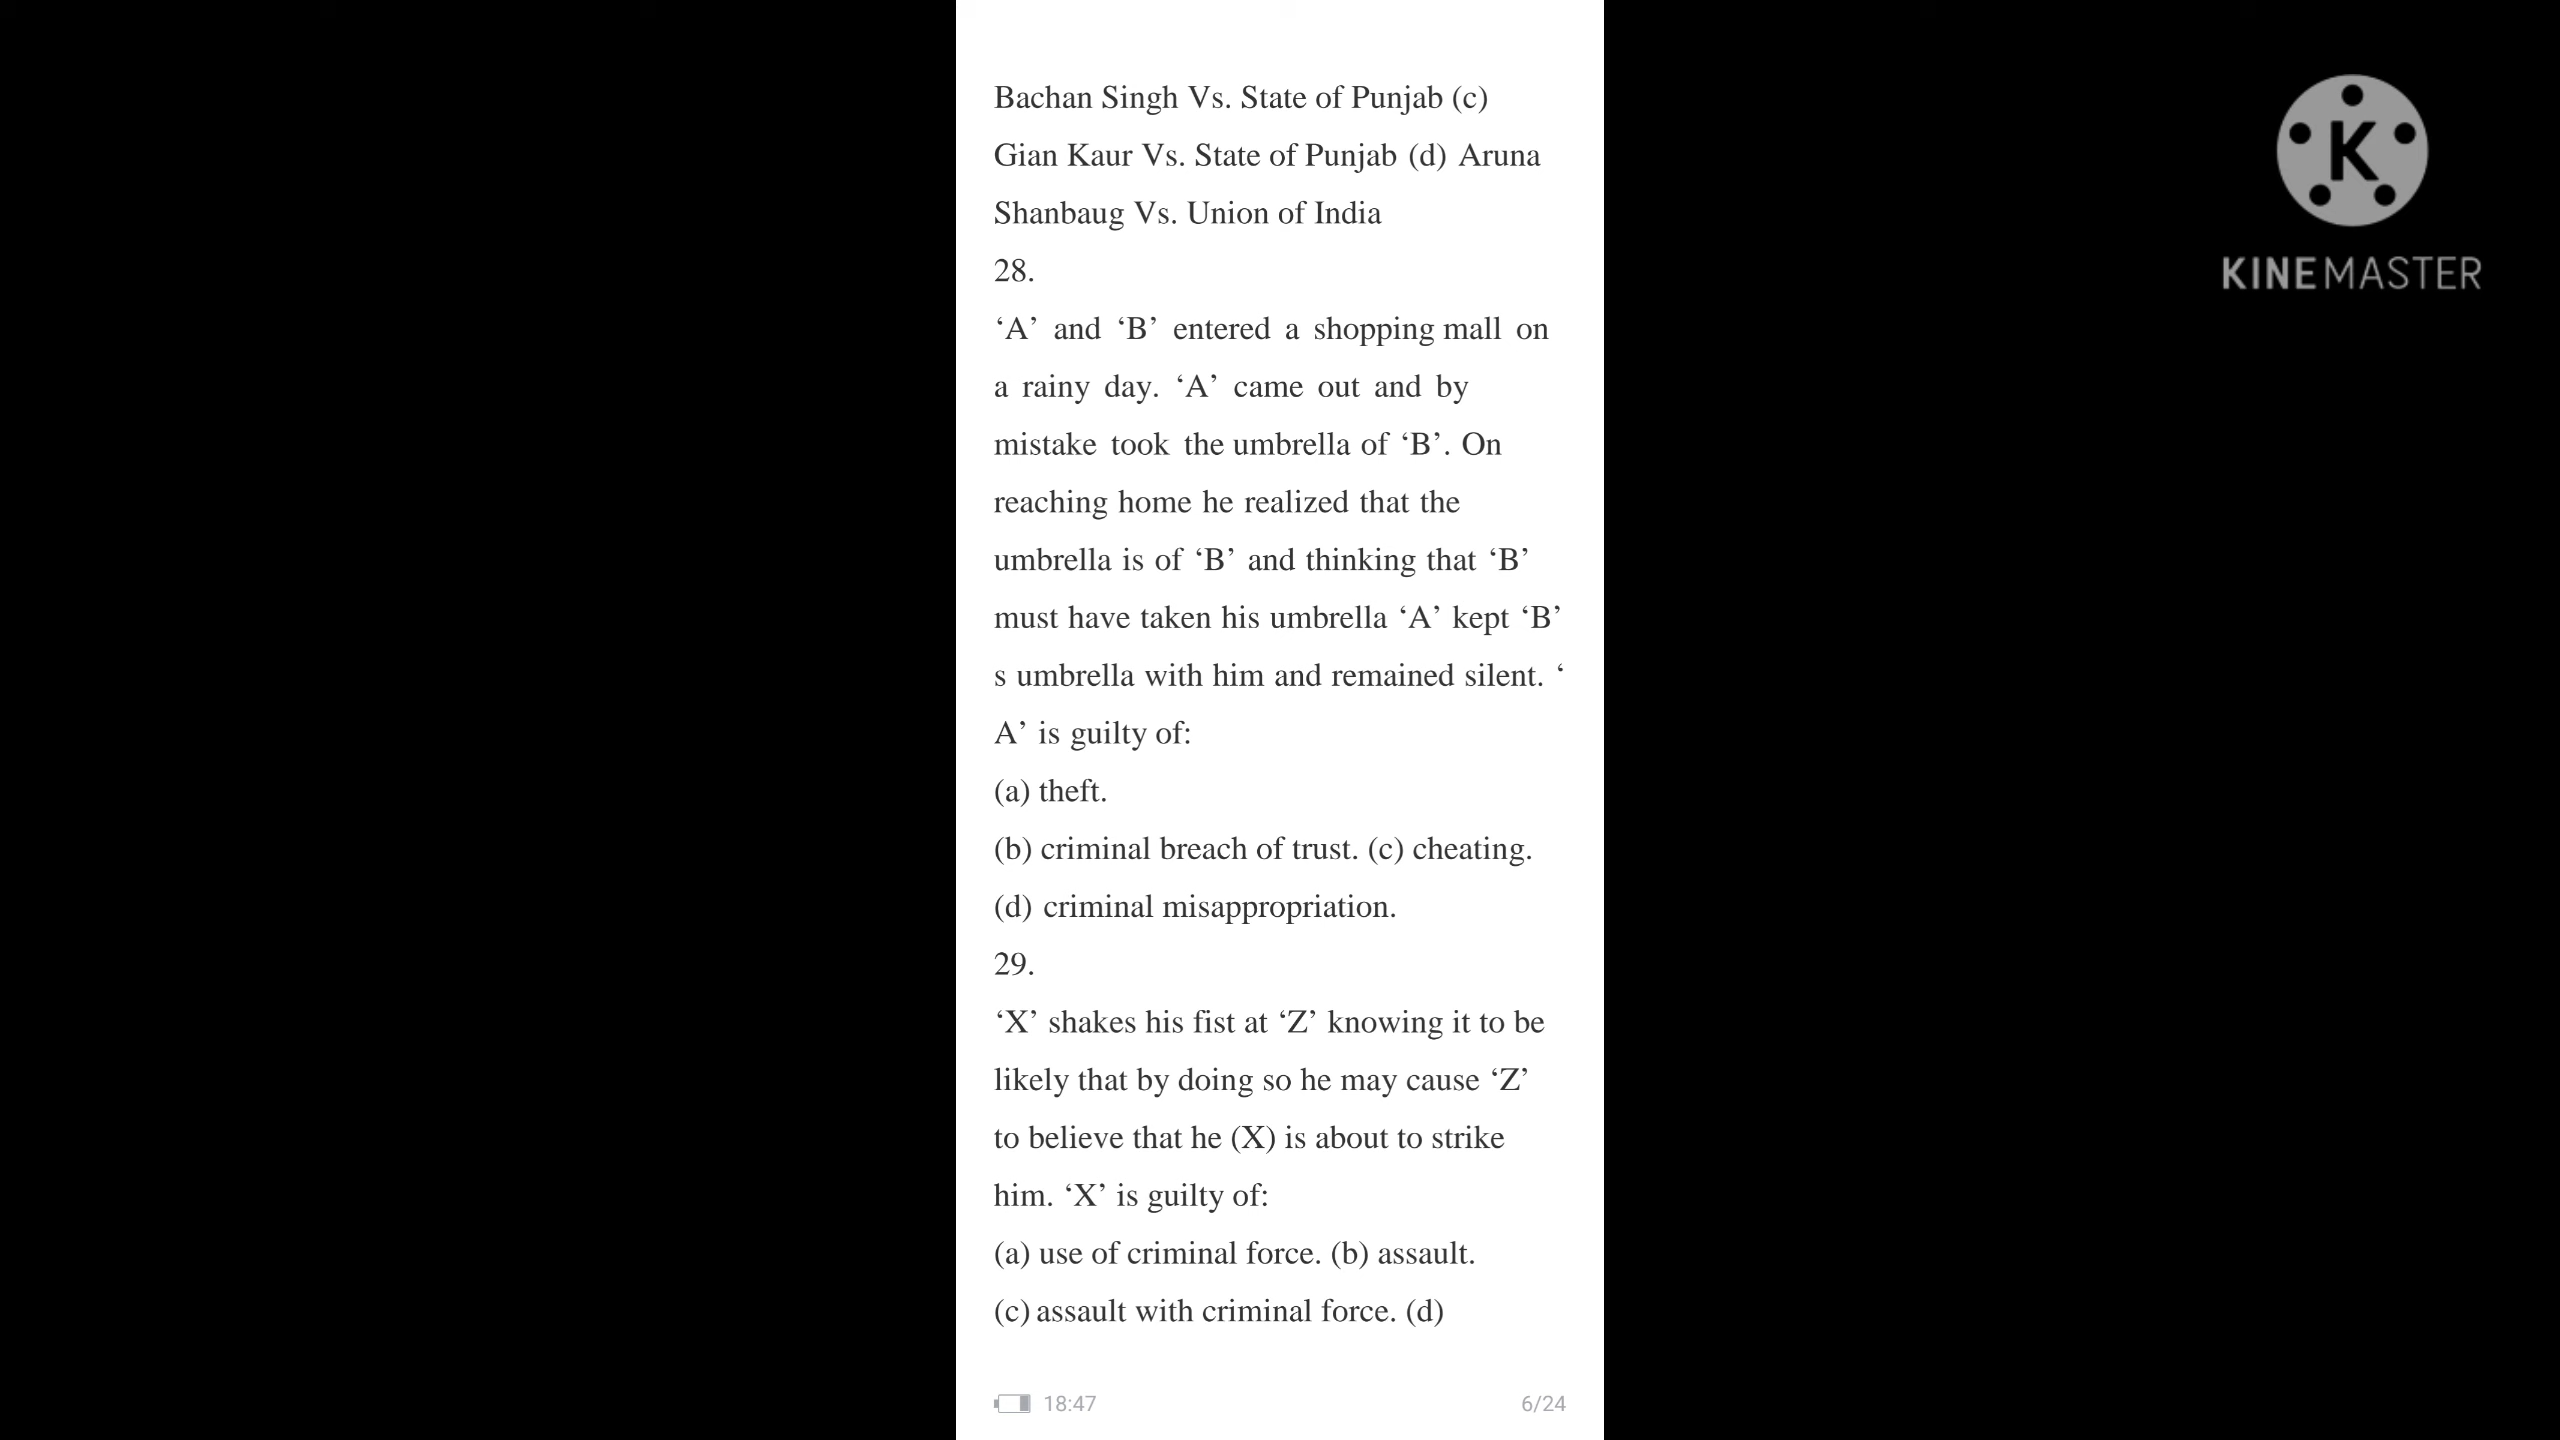 Bachan Singh Vs. State of Punjab (c)
Gian Kaur Vs. State of Punjab (d) Aruna
Shanbaug Vs. Union of India
28.
‘A’ and ‘B’ entered a shopping mall on
a rainy day. ‘A’ came out and by
mistake took the umbrella of ‘B’. On
reaching home he realized that the
umbrella is of ‘B’ and thinking that ‘B’
must have taken his umbrella ‘A’ kept ‘B’
s umbrella with him and remained silent. ‘
A’ is guilty of:
(a) theft.
(b) criminal breach of trust. (c) cheating.
(d) criminal misappropriation.
29.
‘X’ shakes his fist at ‘Z’ knowing it to be
likely that by doing so he may cause ‘Z’
to believe that he (X) is about to strike
him. ‘X’ is guilty of:
(a) use of criminal force. (b) assault.
(c) assault with criminal force. (d)
18:47
6/24
K
KINEMASTER